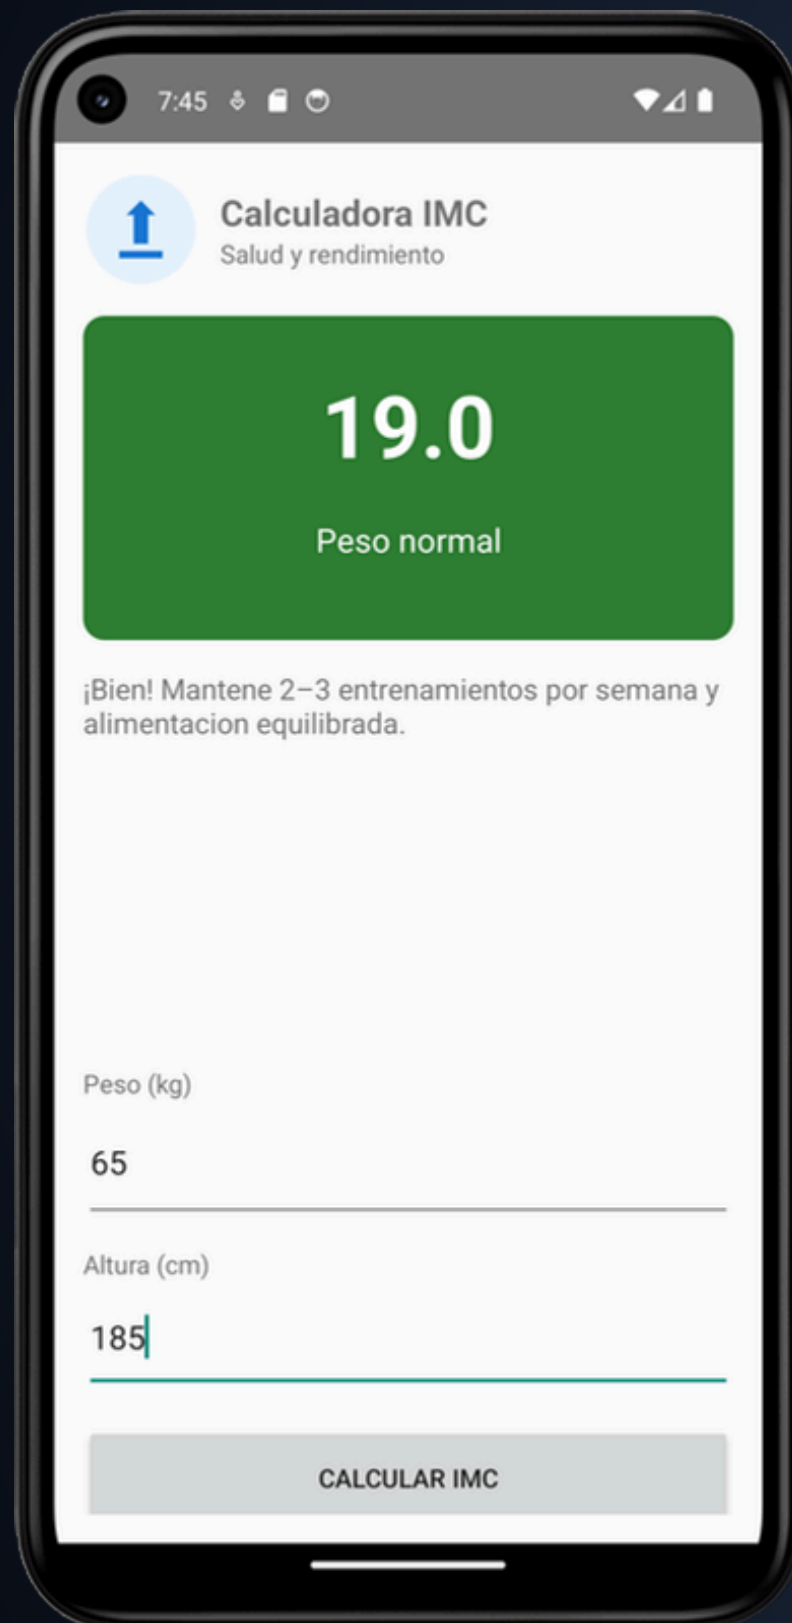 7:45
Calculadora IMC
Salud y rendimiento
19.0
Peso normal
¡Bien! Mantene 2–3 entrenamientos por semana y
alimentacion equilibrada.
Peso (kg)
65
Altura (cm)
185
CALCULAR IMC